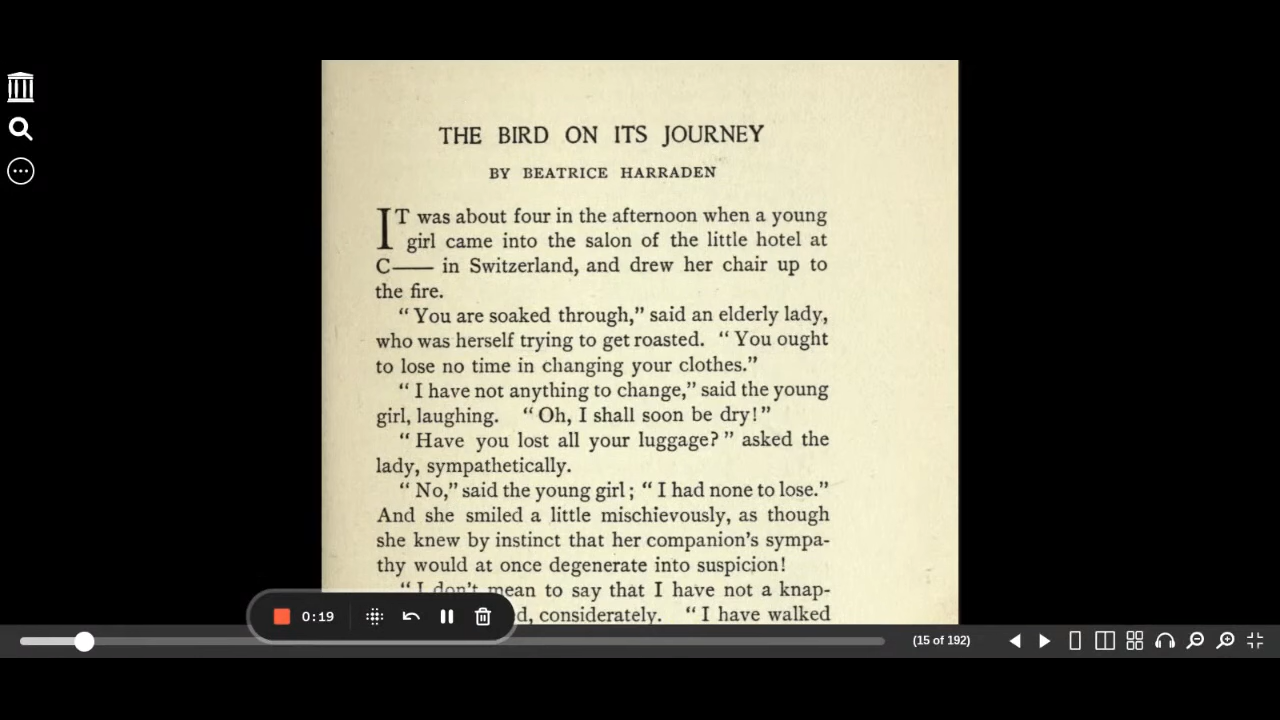 THE BIRD ON ITS JOURNEY
BY BEATRICE HARRADEN
IT was about four in the afternoon when a young
girl came into the salon of the little hotel at
C—— in Switzerland, and drew her chair up to
the fire.
“You are soaked through,” said an elderly lady,
who was herself trying to get roasted. “You ought
to lose no time in changing your clothes.”
“I have not anything to change,” said the young
girl, laughing. “Oh, I shall soon be dry!”
“Have you lost all your luggage?” asked the
lady, sympathetically.
“No,” said the young girl; “I had none to lose.”
And she smiled a little mischievously, as though
she knew by instinct that her companion’s sympa-
thy would at once degenerate into suspicion!
“I don’t mean to say that I have not a knap-
considerately. “I have walked
0:19
(15 of 192)